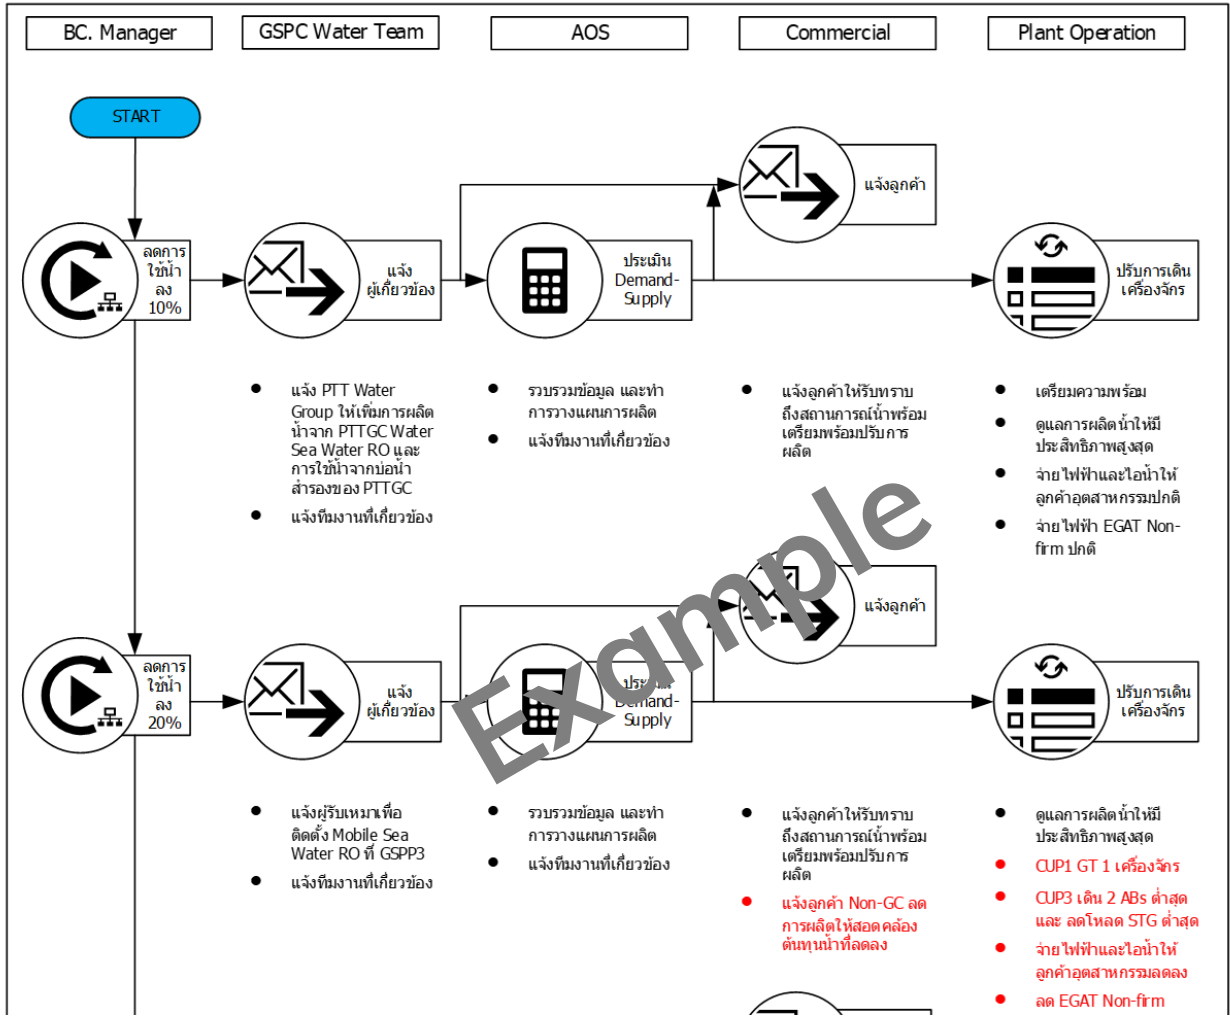 BC. Manager
GSPC Water Team
AOS
Commercial
Plant Operation
START
แจ้งลูกค้า
ลดการ
ใช้น้ำ
ลง
10%
แจ้ง
ผู้เกี่ยวข้อง
ประเมิน
Demand-
Supply
ปรับการเดิน
เครื่องจักร
แจ้ง PTT Water
Group ให้เพิ่มการผลิต
น้ำจาก PTTGC Water
Sea Water RO และ
การใช้น้ำจากบ่อน้ำ
สำรองของ PTTGC
แจ้งทีมงานที่เกี่ยวข้อง
รวบรวมข้อมูล และทำ
การวางแผนการผลิต
แจ้งทีมงานที่เกี่ยวข้อง
แจ้งลูกค้าให้รับทราบ
ถึงสถานการณ์น้ำพร้อม
เตรียมพร้อมปรับการ
ผลิต
เตรียมความพร้อม
ดูแลการผลิตน้ำให้มี
ประสิทธิภาพสูงสุด
จ่ายไฟฟ้าและไอน้ำให้
ลูกค้าอุตสาหกรรมปกติ
จ่ายไฟฟ้า EGAT Non-
firm ปกติ
Example
แจ้งลูกค้า
ลดการ
ใช้น้ำ
ลง
20%
แจ้ง
ผู้เกี่ยวข้อง
ประเมิน
Demand-
Supply
ปรับการเดิน
เครื่องจักร
แจ้งผู้รับเหมาเพื่อ
ติดตั้ง Mobile Sea
Water RO ที่ GSPP3
แจ้งทีมงานที่เกี่ยวข้อง
รวบรวมข้อมูล และทำ
การวางแผนการผลิต
แจ้งทีมงานที่เกี่ยวข้อง
แจ้งลูกค้าให้รับทราบ
ถึงสถานการณ์น้ำพร้อม
เตรียมพร้อมปรับการ
ผลิต
แจ้งลูกค้า Non-GC ลด
การผลิตให้สอดคล้อง
ต้นทุนน้ำที่ลดลง
ดูแลการผลิตน้ำให้มี
ประสิทธิภาพสูงสุด
CUP1 GT 1 เครื่องจักร
CUP3 เดิน 2 ABs ต่ำสุด
และ ลดโหลด STG ต่ำสุด
จ่ายไฟฟ้าและไอน้ำให้
ลูกค้าอุตสาหกรรมลดลง
ลด EGAT Non-firm